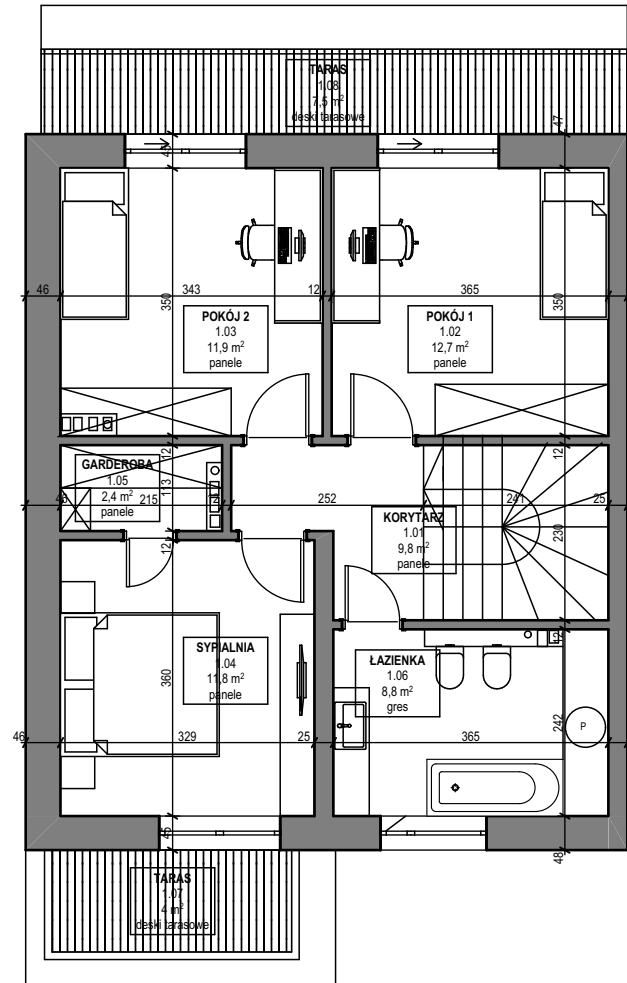 TARAS
1.08
7,5 m²
deski tarasowe
47
46
343
12
365
350
350
POKÓJ 2
1.03
11,9 m²
panele
POKÓJ 1
1.02
12,7 m²
panele
GARDEROBA
1.05
2,4 m²
panele
12
113
12
46
215
12
252
241
25
12
230
12
KORYTARZ
1.01
9,8 m²
panele
SYPIALNIA
1.04
11,8 m²
panele
360
ŁAZIENKA
1.06
8,8 m²
gres
242
P
46
329
25
365
48
TARAS
1.07
4 m²
deski tarasowe